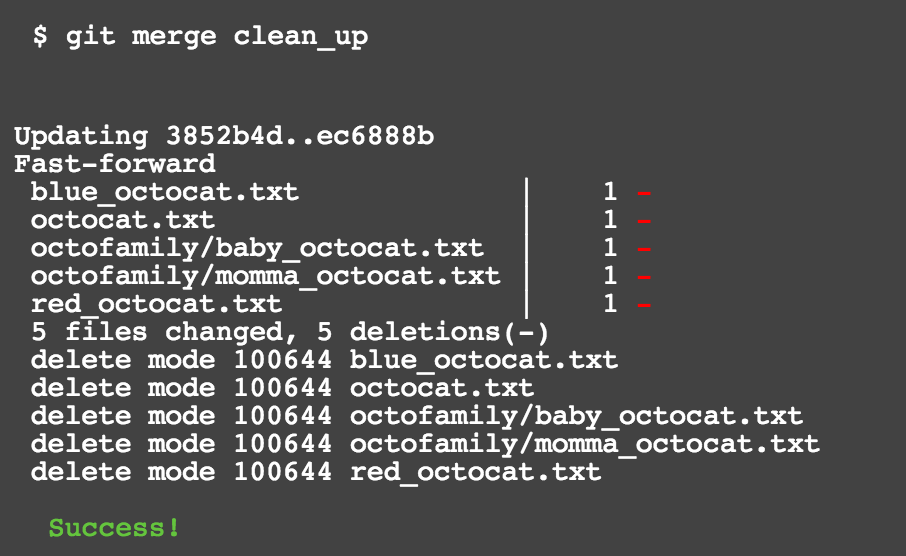 $ git merge clean_up
Updating 3852b4d..ec6888b
Fast-forward
blue_octocat.txt | 1 -
octocat.txt | 1 -
octofamily/baby_octocat.txt | 1 -
octofamily/momma_octocat.txt | 1 -
red_octocat.txt | 1 -
5 files changed, 5 deletions(-)
delete mode 100644 blue_octocat.txt
delete mode 100644 octocat.txt
delete mode 100644 octofamily/baby_octocat.txt
delete mode 100644 octofamily/momma_octocat.txt
delete mode 100644 red_octocat.txt
Success!